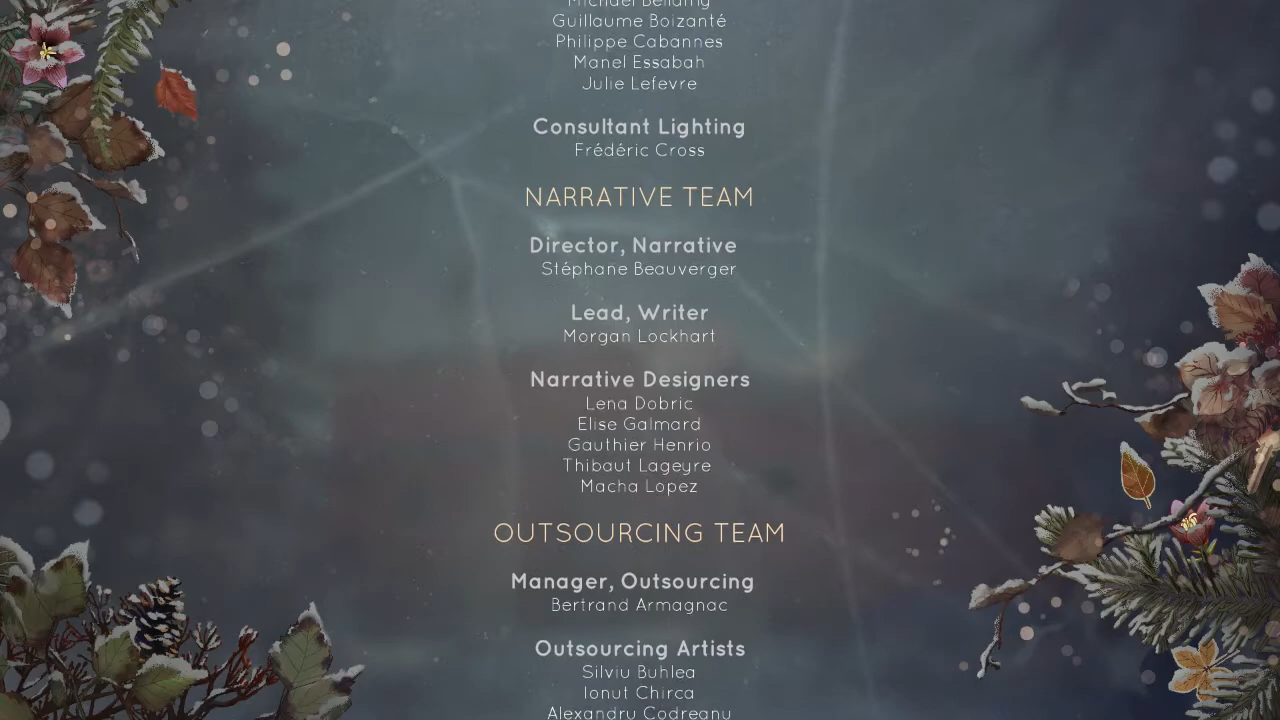 Michael Bellamy
Guillaume Boizanté
Philippe Cabannes
Manel Essabah
Julie Lefevre
Consultant Lighting
Frédéric Cross
NARRATIVE TEAM
Director, Narrative
Stéphane Beauverger
Lead, Writer
Morgan Lockhart
Narrative Designers
Lena Dobric
Elise Galmard
Gauthier Henrio
Thibaut Lageyre
Macha Lopez
OUTSOURCING TEAM
Manager, Outsourcing
Bertrand Armagnac
Outsourcing Artists
Silviu Buhlea
Ionut Chirca
Alexandru Codreanu